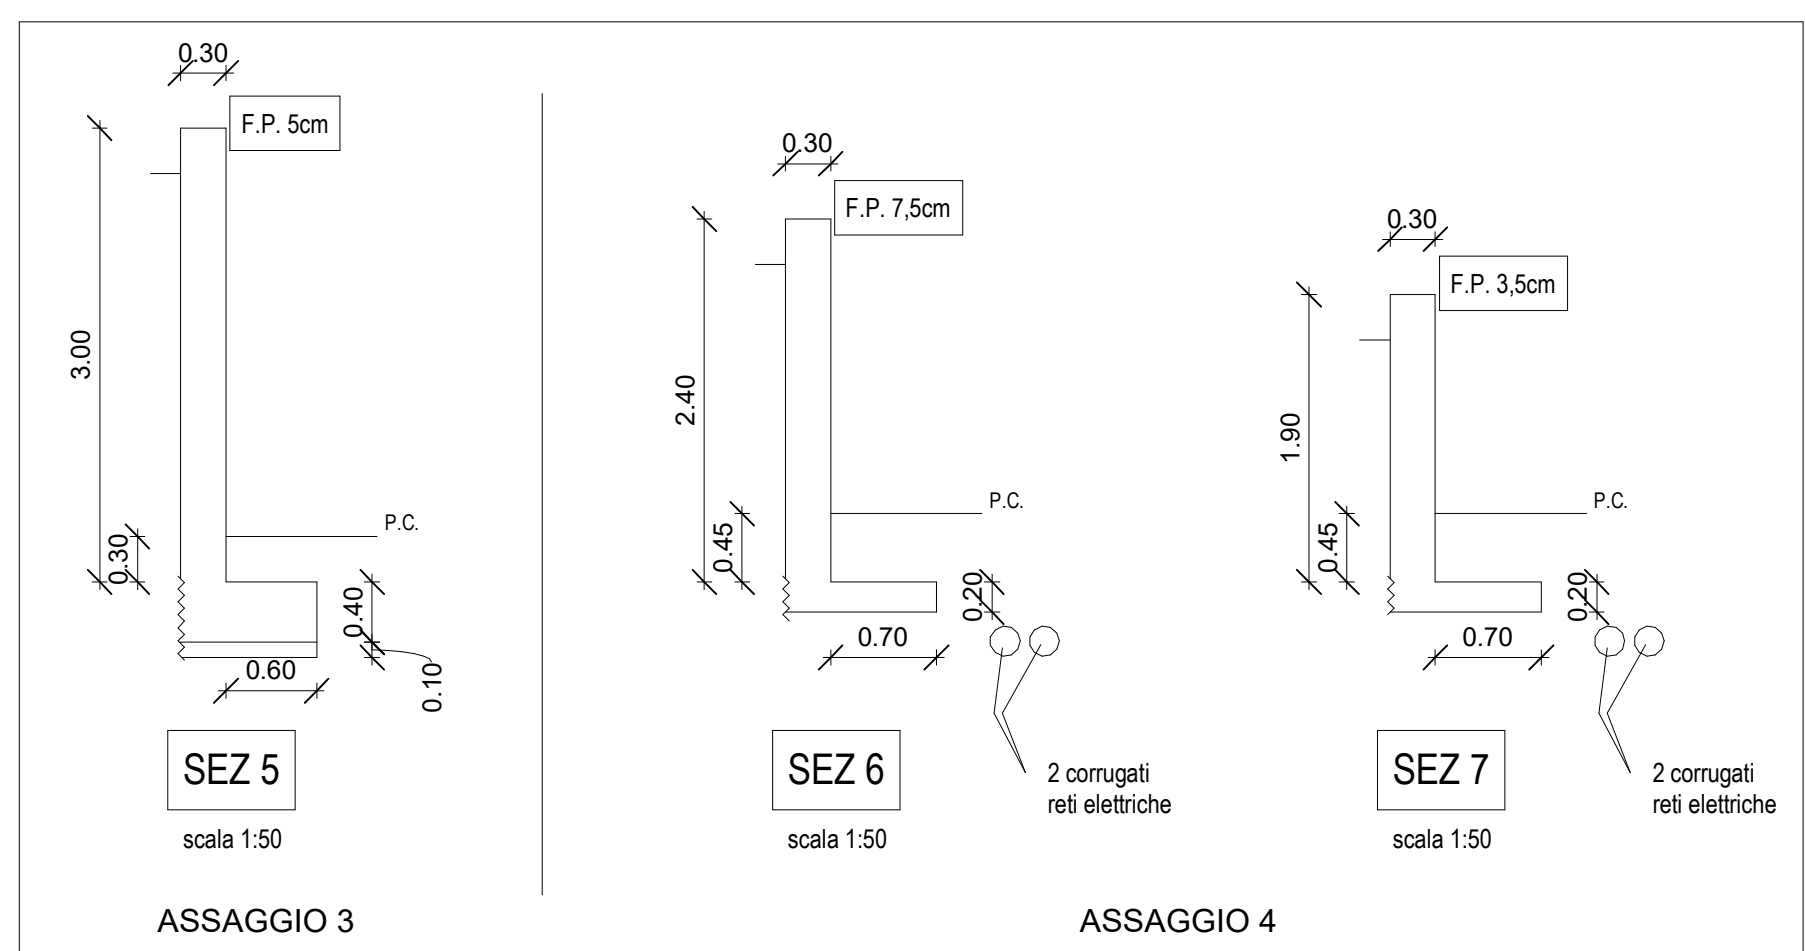 0.30
F.P. 5cm
3.00
0.30
P.C.
0.40
0.10
0.60
SEZ 5
scala 1:50
ASSAGGIO 3
0.30
F.P. 7,5cm
2.40
0.45
P.C.
0.20
0.70
SEZ 6
2 corrugati
reti elettriche
scala 1:50
0.30
F.P. 3,5cm
1.90
0.45
P.C.
0.20
0.70
SEZ 7
2 corrugati
reti elettriche
scala 1:50
ASSAGGIO 4